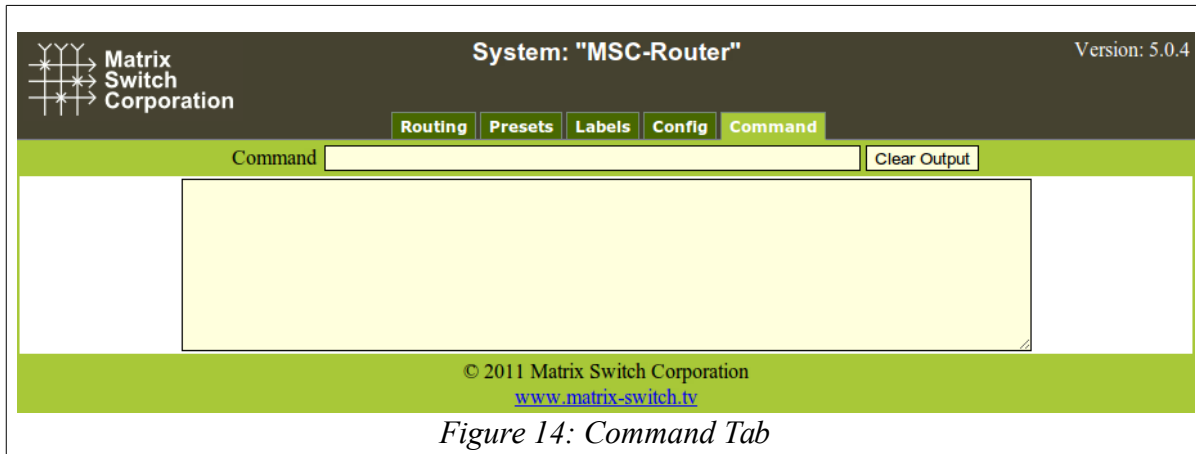 Matrix
Switch
Corporation
System: "MSC-Router"
Version: 5.0.4
Routing Presets Labels Config Command
Command Clear Output
© 2011 Matrix Switch Corporation
www.matrix-switch.tv
Figure 14: Command Tab